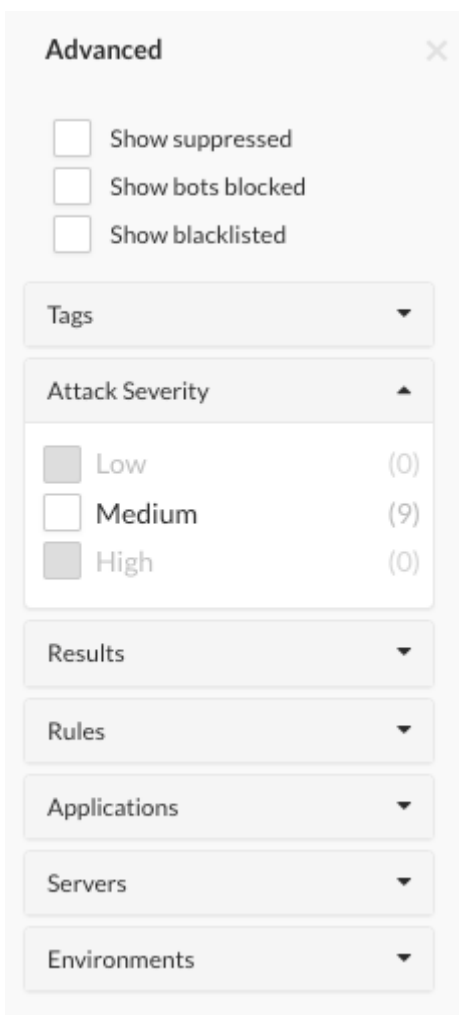 Advanced
Show suppressed
Show bots blocked
Show blacklisted
Tags
Attack Severity
Low (0)
Medium (9)
High (0)
Results
Rules
Applications
Servers
Environments